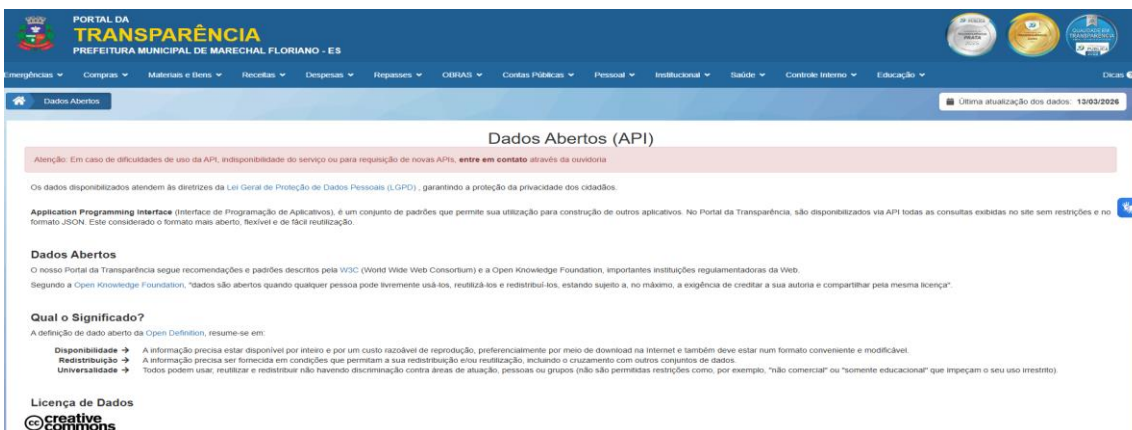 PORTAL DA
TRANSPARÊNCIA
PREFEITURA MUNICIPAL DE MARECHAL FLORIANO - ES
Emergências Compras Materiais e Bens Receitas Despesas Repasses OBRAS Contas Públicas Pessoal Institucional Saúde Controle Interno Educação Dicas
Dados Abertos
Última atualização dos dados: 13/03/2026
Dados Abertos (API)
Atenção: Em caso de dificuldades de uso da API, indisponibilidade do serviço ou para requisição de novas APIs, entre em contato através da ouvidoria
Os dados disponibilizados atendem às diretrizes da Lei Geral de Proteção de Dados Pessoais (LGPD) , garantindo a proteção da privacidade dos cidadãos.
Application Programming Interface (Interface de Programação de Aplicativos), é um conjunto de padrões que permite sua utilização para construção de outros aplicativos. No Portal da Transparência, são disponibilizados via API todas as consultas exibidas no site sem restrições e no
formato JSON. Este considerado o formato mais aberto, flexível e de fácil reutilização.
Dados Abertos
O nosso Portal da Transparência segue recomendações e padrões descritos pela W3C (World Wide Web Consortium) e a Open Knowledge Foundation, importantes instituições regulamentadoras da Web.
Segundo a Open Knowledge Foundation, "dados são abertos quando qualquer pessoa pode livremente usá-los, reutilizá-los e redistribuí-los, estando sujeito a, no máximo, a exigência de creditar a sua autoria e compartilhar pela mesma licença".
Qual o Significado?
A definição de dado aberto da Open Definition, resume-se em:
Disponibilidade → A informação precisa estar disponível por inteiro e por um custo razoável de reprodução, preferencialmente por meio de download na Internet e também deve estar num formato conveniente e modificável.
Redistribuição → A informação precisa ser fornecida em condições que permitam a sua redistribuição e/ou reutilização, incluindo o cruzamento com outros conjuntos de dados.
Universalidade → Todos podem usar, reutilizar e redistribuir não havendo discriminação contra áreas de atuação, pessoas ou grupos (não são permitidas restrições como, por exemplo, "não comercial" ou "somente educacional" que impeçam o seu uso irrestrito).
Licença de Dados
cc creative
commons